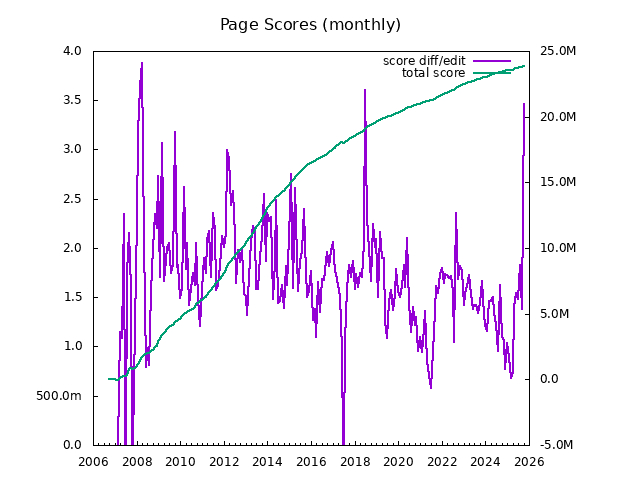 Page Scores (monthly)
4.0
3.5
3.0
2.5
2.0
1.5
1.0
500.0m
0.0
25.0M
20.0M
15.0M
10.0M
5.0M
0.0
-5.0M
score diff/edit
total score
2006 2008 2010 2012 2014 2016 2018 2020 2022 2024 2026